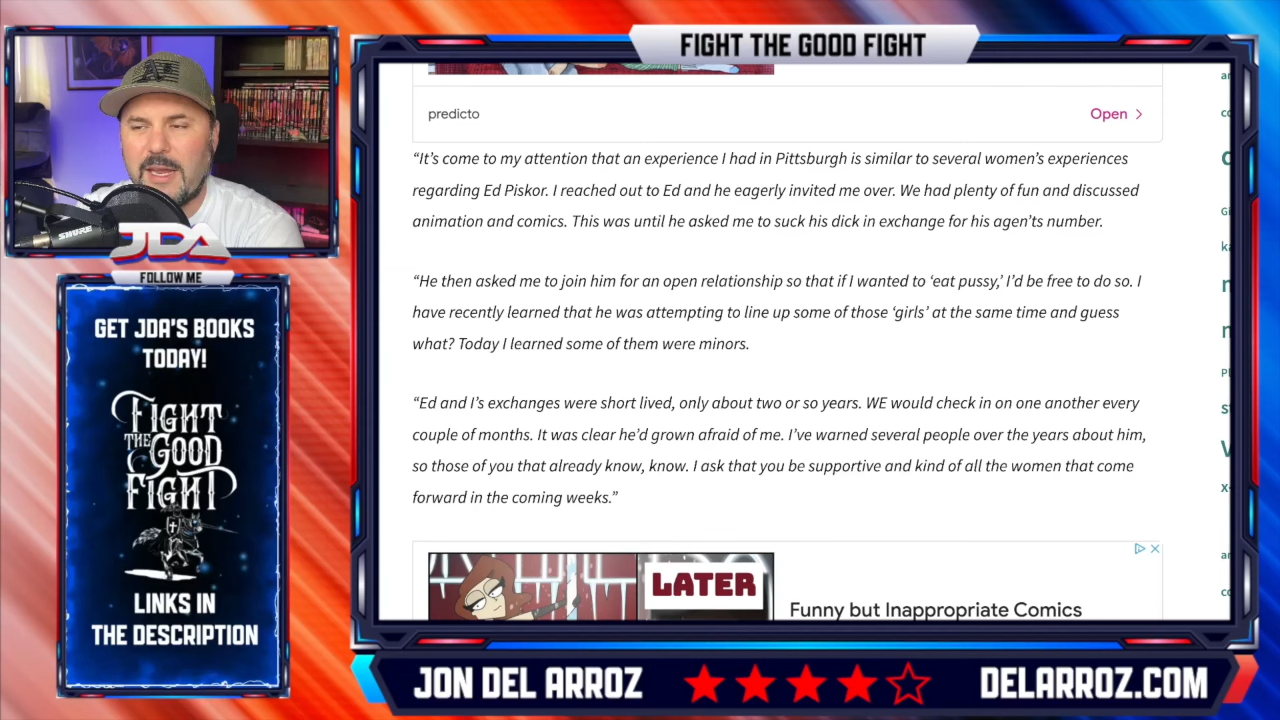 FIGHT THE GOOD FIGHT
predicto
Open
“It’s come to my attention that an experience I had in Pittsburgh is similar to several women’s experiences
regarding Ed Piskor. I reached out to Ed and he eagerly invited me over. We had plenty of fun and discussed
animation and comics. This was until he asked me to suck his dick in exchange for his agen’ts number.
“He then asked me to join him for an open relationship so that if I wanted to ‘eat pussy,’ I’d be free to do so. I
have recently learned that he was attempting to line up some of those ‘girls’ at the same time and guess
what? Today I learned some of them were minors.
“Ed and I’s exchanges were short lived, only about two or so years. WE would check in on one another every
couple of months. It was clear he’d grown afraid of me. I’ve warned several people over the years about him,
so those of you that already know, know. I ask that you be supportive and kind of all the women that come
forward in the coming weeks.”
LATER
Funny but Inappropriate Comics
SHURE
JDA
FOLLOW ME
GET JDA'S BOOKS
TODAY!
FIGHT
THE GOOD
FIGHT
LINKS IN
THE DESCRIPTION
JON DEL ARROZ
DELARROZ.COM